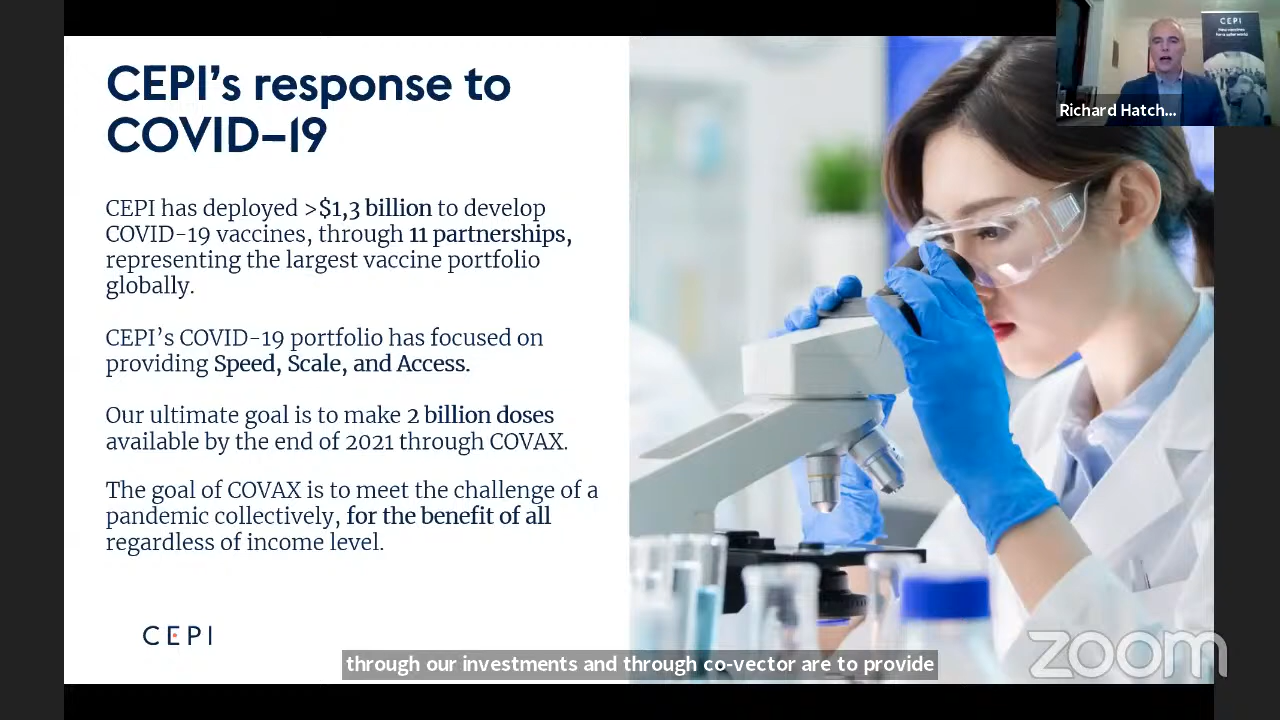 CEPI's response to
COVID–19
CEPI has deployed >$1,3 billion to develop
COVID-19 vaccines, through 11 partnerships,
representing the largest vaccine portfolio
globally.
CEPI's COVID-19 portfolio has focused on
providing Speed, Scale, and Access.
Our ultimate goal is to make 2 billion doses
available by the end of 2021 through COVAX.
The goal of COVAX is to meet the challenge of a
pandemic collectively, for the benefit of all
regardless of income level.
CEPI
through our investments and through co-vector are to provide
CEPI
Richard Hatch...
zoom